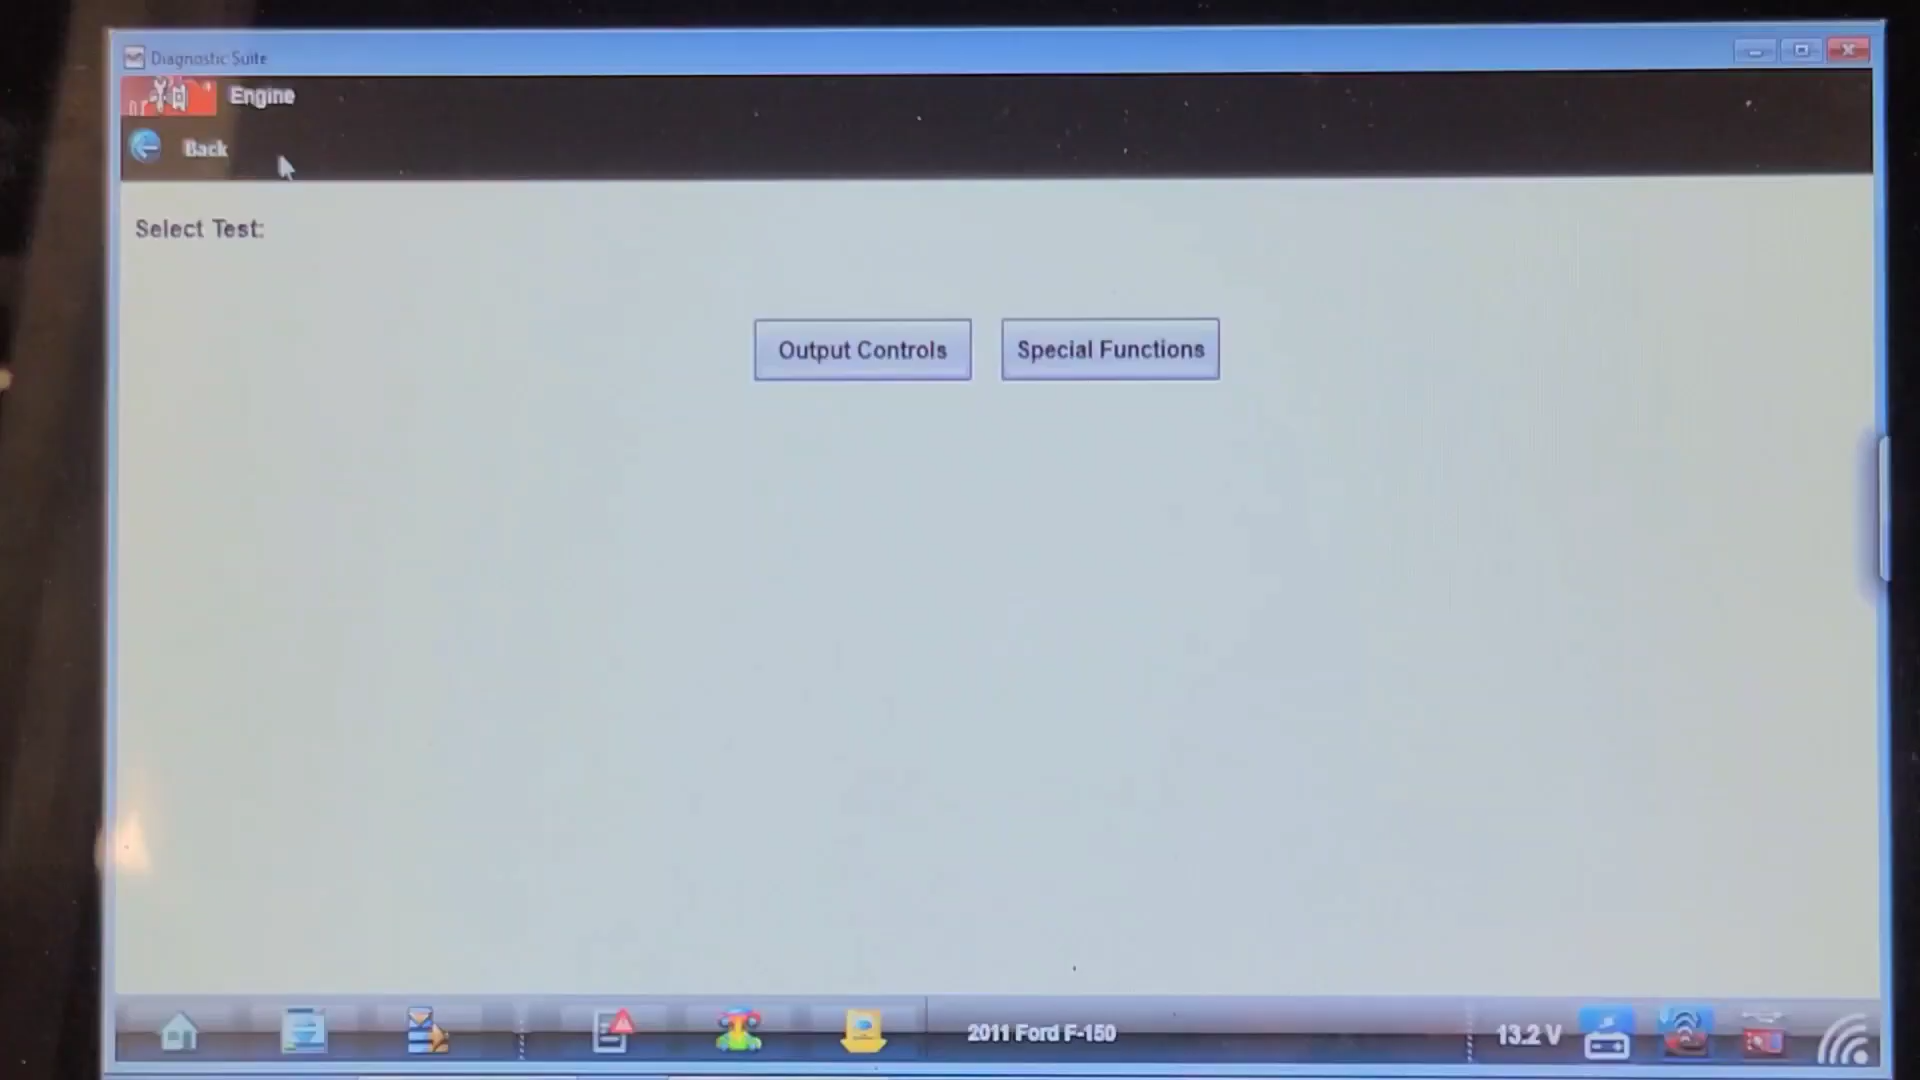 Diagnostic Suite
Engine
Back
Select Test:
Output Controls
Special Functions
2011 Ford F-150
13.2 V